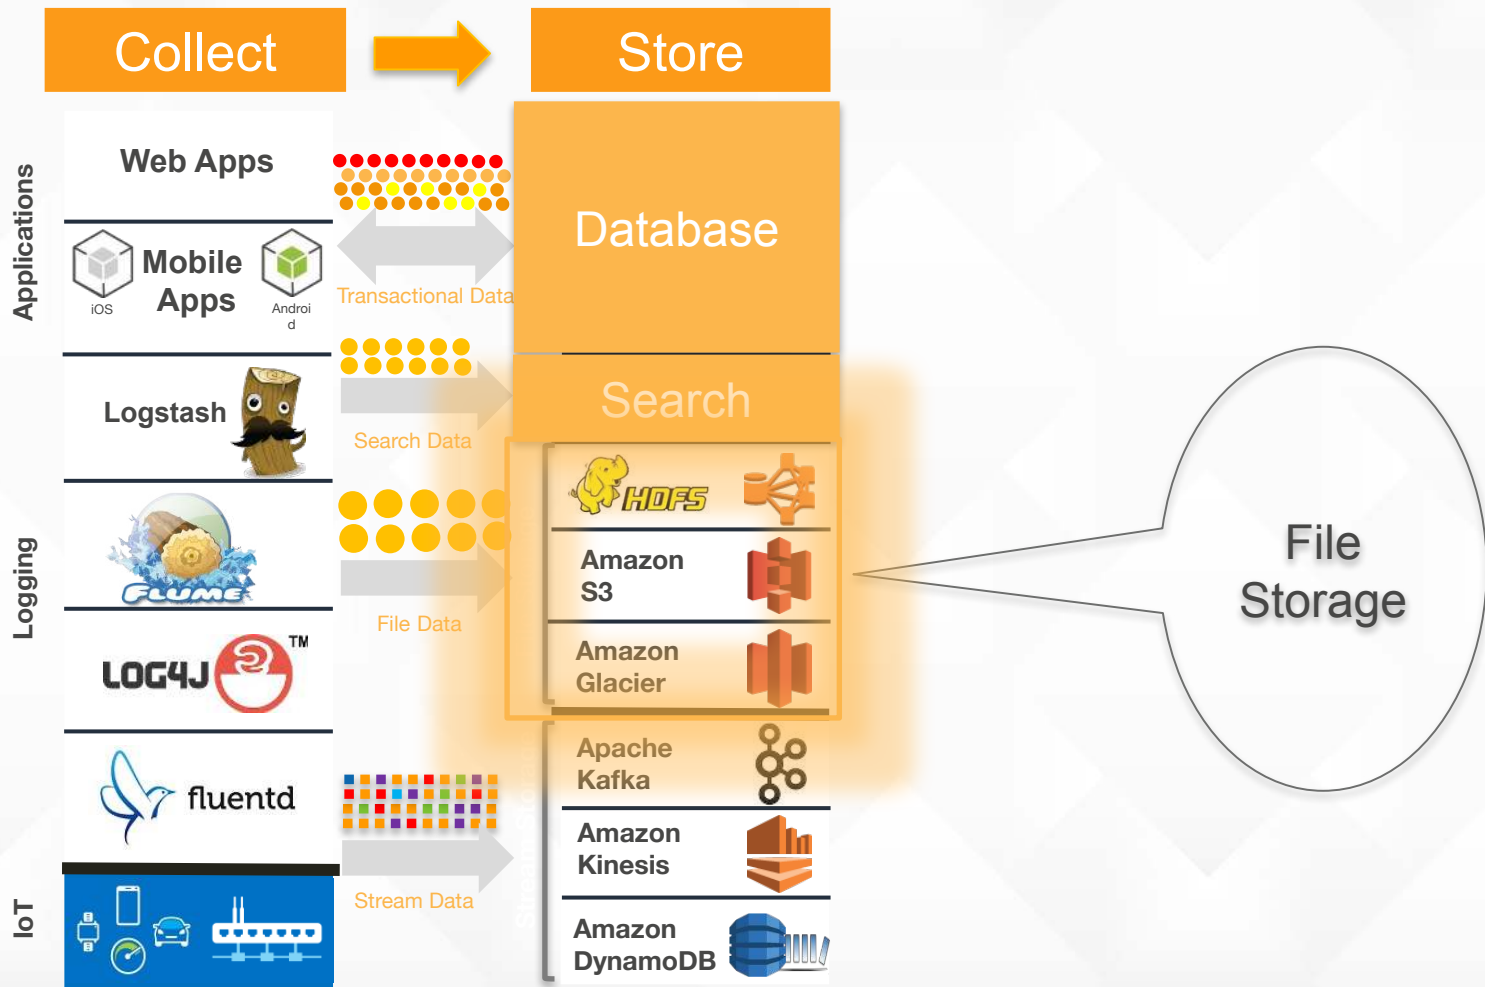 Collect
Store
Applications
Web Apps
Database
Mobile
Apps
iOS
Androi
d
Transactional Data
Logstash
Search
Search Data
Logging
FLUME
HDFS
File Data
Amazon
S3
Amazon
Glacier
File
Storage
LOG4J TM
fluentd
Apache
Kafka
Amazon
Kinesis
Stream Data
IoT
Amazon
DynamoDB